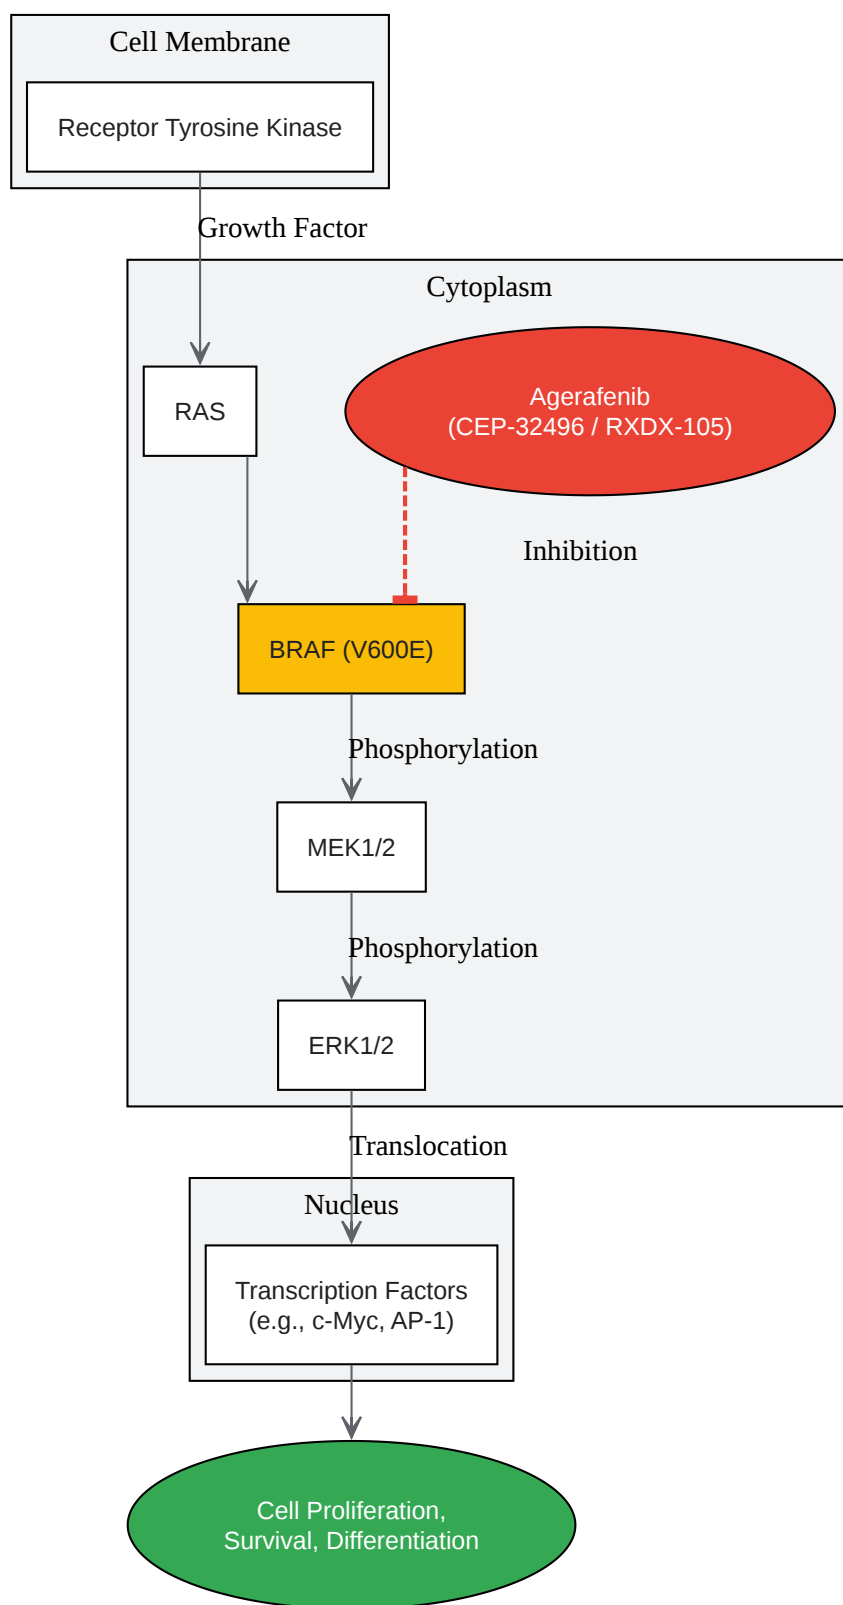 Cell Membrane
Receptor Tyrosine Kinase
Growth Factor
Cytoplasm
RAS
Agerafenib
(CEP-32496 / RXDX-105)
Inhibition
BRAF (V600E)
Phosphorylation
MEK1/2
Phosphorylation
ERK1/2
Translocation
Nucleus
Transcription Factors
(e.g., c-Myc, AP-1)
Cell Proliferation,
Survival, Differentiation